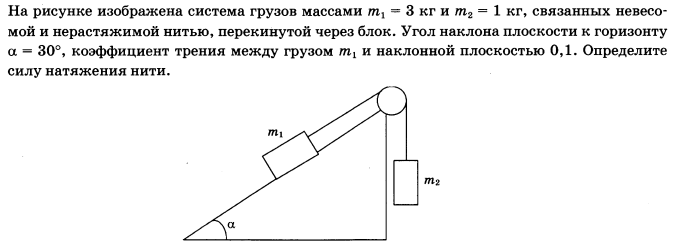 На рисунке изображена система грузов массами m₁ = 3 кг и m₂ = 1 кг, связанных невесо-
мой и нерастяжимой нитью, перекинутой через блок. Угол наклона плоскости к горизонту
α = 30°, коэффициент трения между грузом m₁ и наклонной плоскостью 0,1. Определите
силу натяжения нити.
m₁
m₂
α